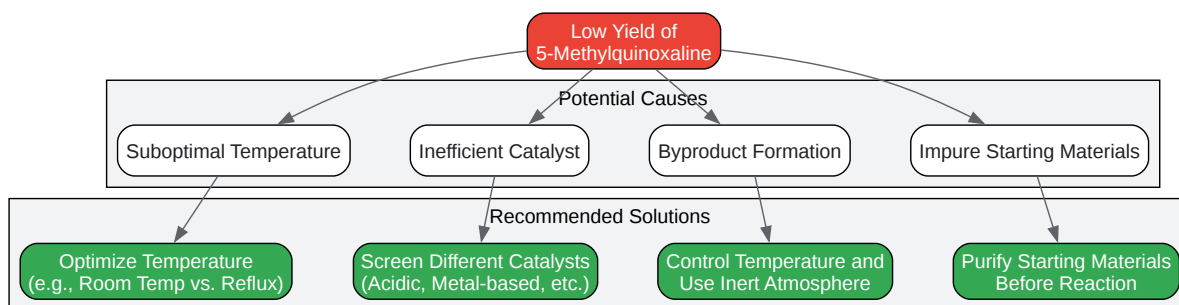 Low Yield of
5-Methylquinoxaline
Potential Causes
Suboptimal Temperature
Inefficient Catalyst
Byproduct Formation
Impure Starting Materials
Recommended Solutions
Optimize Temperature
(e.g., Room Temp vs. Reflux)
Screen Different Catalysts
(Acidic, Metal-based, etc.)
Control Temperature and
Use Inert Atmosphere
Purify Starting Materials
Before Reaction